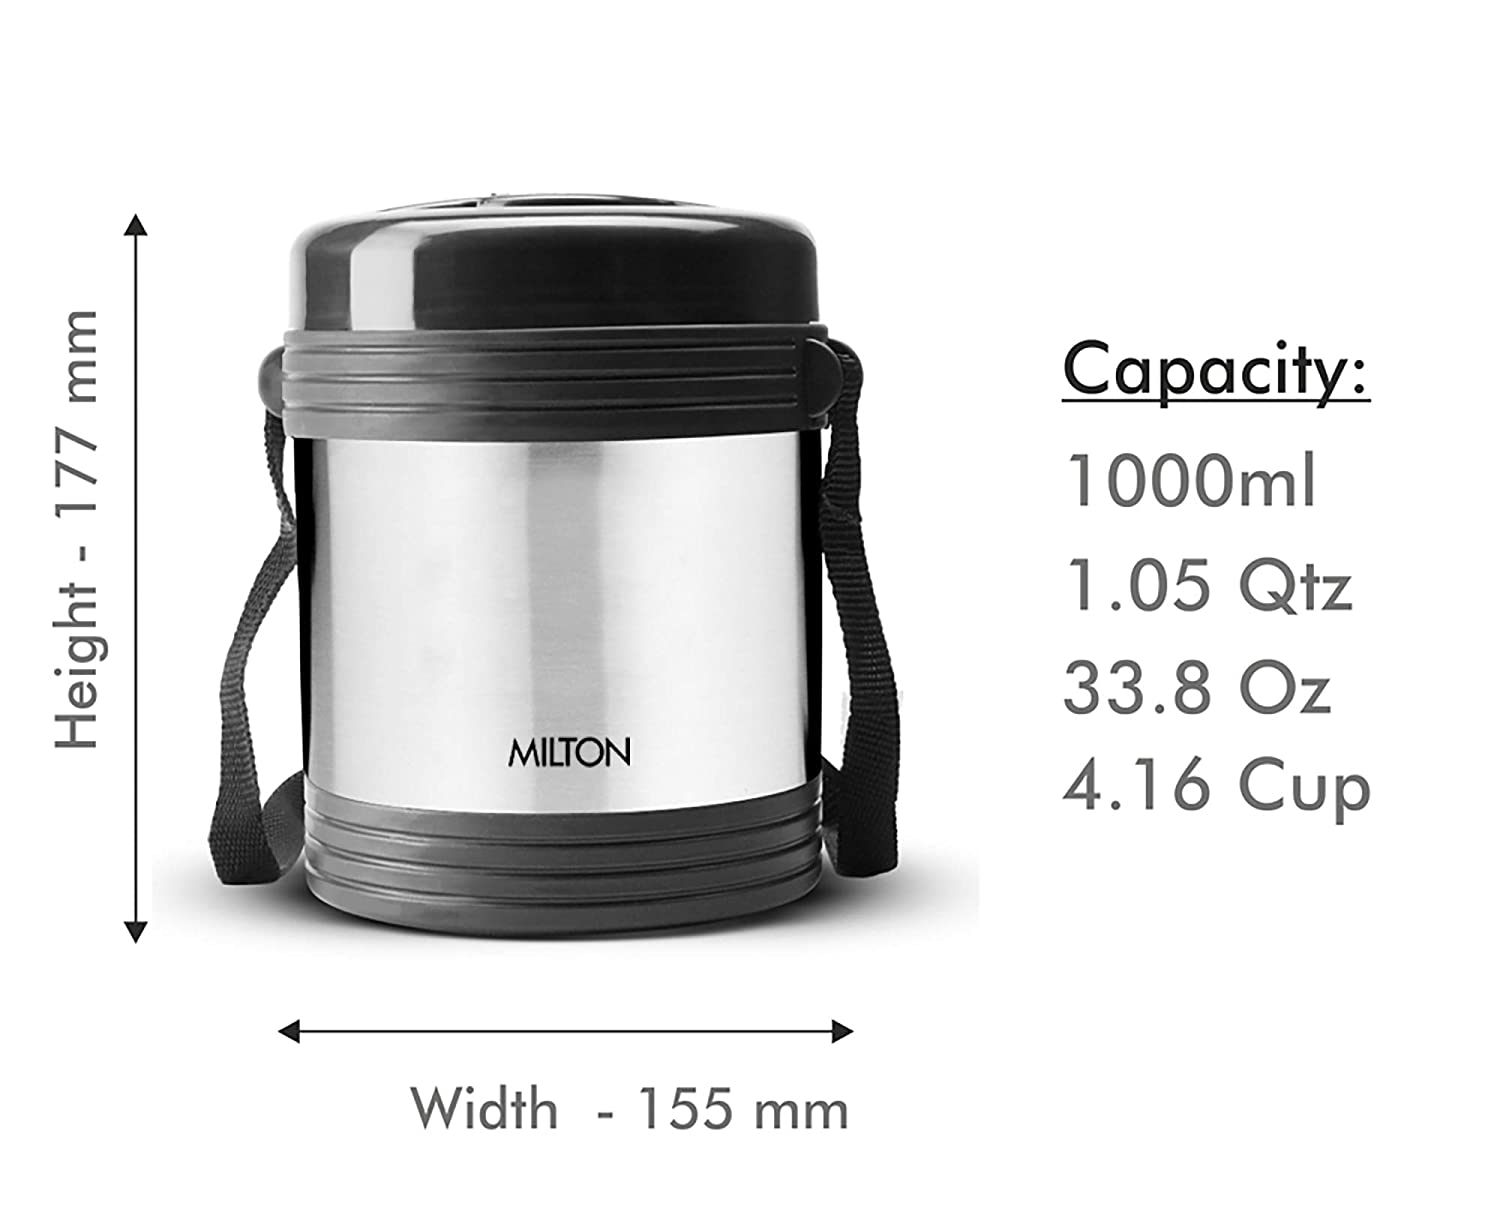 Height - 177 mm
MILTON
Width - 155 mm
Capacity:
1000ml
1.05 Qtz
33.8 Oz
4.16 Cup